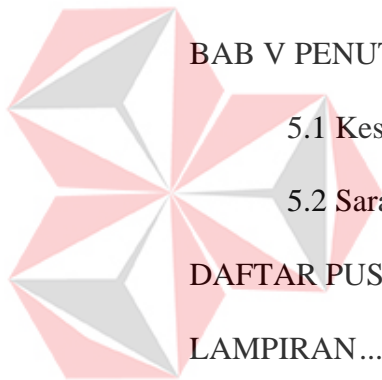 BAB V PENUT
5.1 Kes
5.2 Sara
DAFTAR PUS
LAMPIRAN...